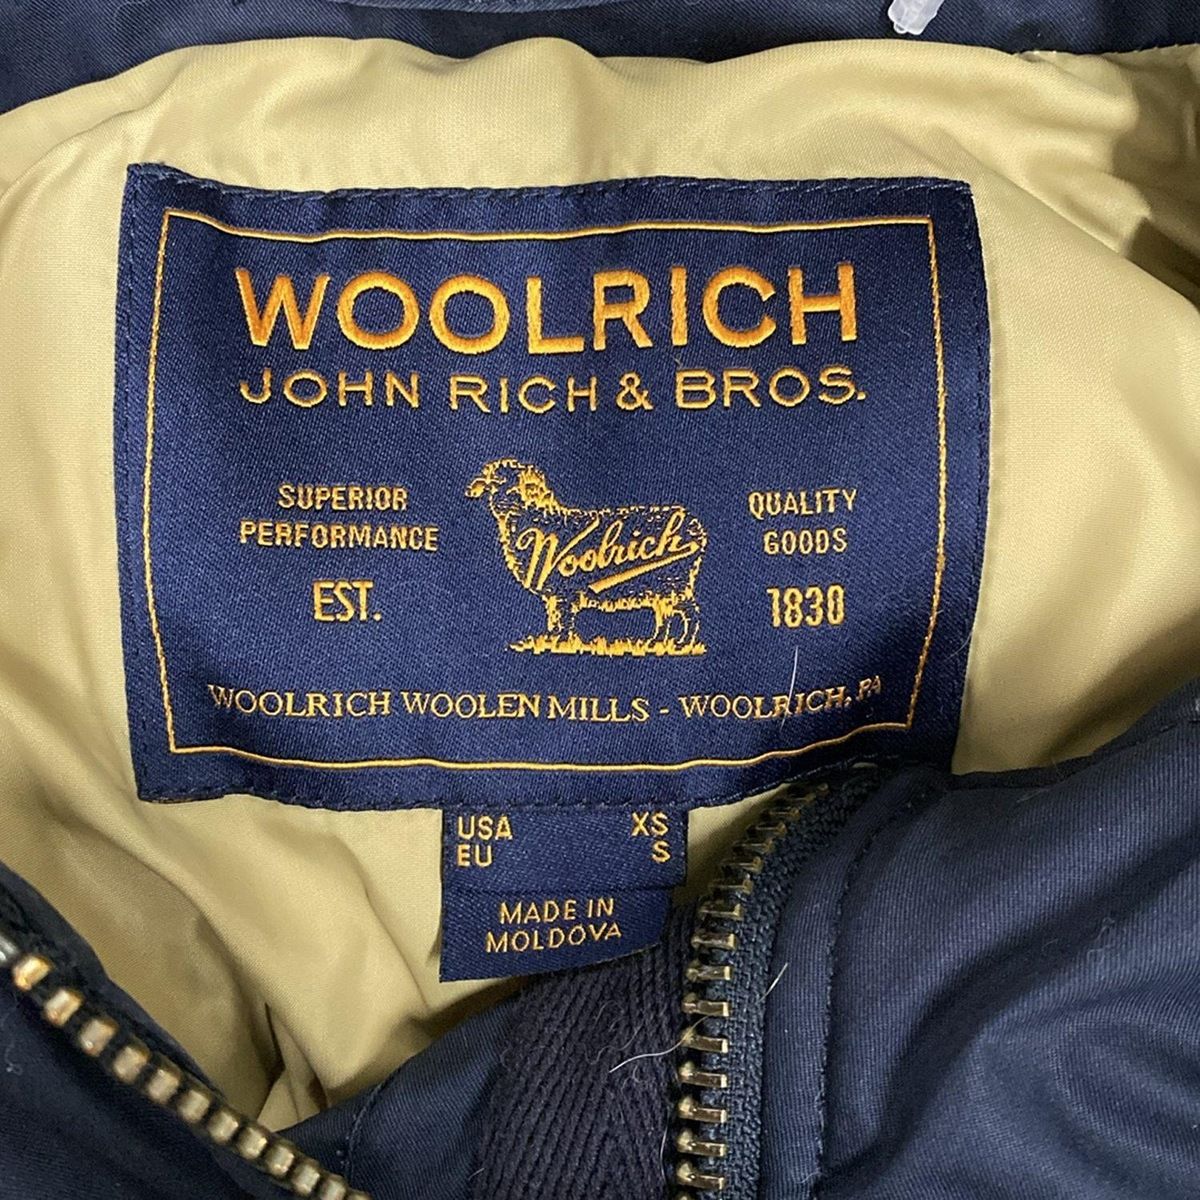 WOOLRICH
JOHN RICH & BROS.
SUPERIOR
PERFORMANCE
EST.
Woolrich
QUALITY
GOODS
1830
WOOLRICH WOOLEN MILLS - WOOLRICH, PA
USA XS
EU S
MADE IN
MOLDOVA